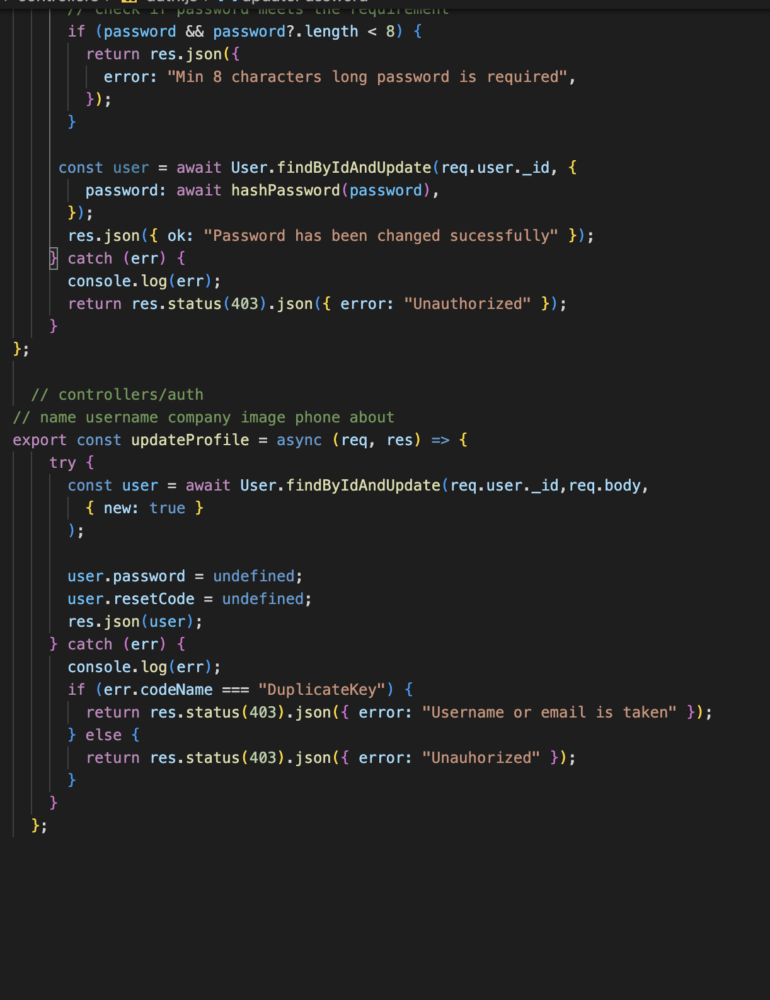 controllers > auth.js > updatePassword
// check if password meets the requirement
if (password && password?.length < 8) {
return res.json({
error: "Min 8 characters long password is required",
});
}
const user = await User.findByIdAndUpdate(req.user._id, {
password: await hashPassword(password),
});
res.json({ ok: "Password has been changed sucessfully" });
} catch (err) {
console.log(err);
return res.status(403).json({ error: "Unauthorized" });
}
};
// controllers/auth
// name username company image phone about
export const updateProfile = async (req, res) => {
try {
const user = await User.findByIdAndUpdate(req.user._id,req.body,
{ new: true }
);
user.password = undefined;
user.resetCode = undefined;
res.json(user);
} catch (err) {
console.log(err);
if (err.codeName === "DuplicateKey") {
return res.status(403).json({ error: "Username or email is taken" });
} else {
return res.status(403).json({ error: "Unauhorized" });
}
}
};